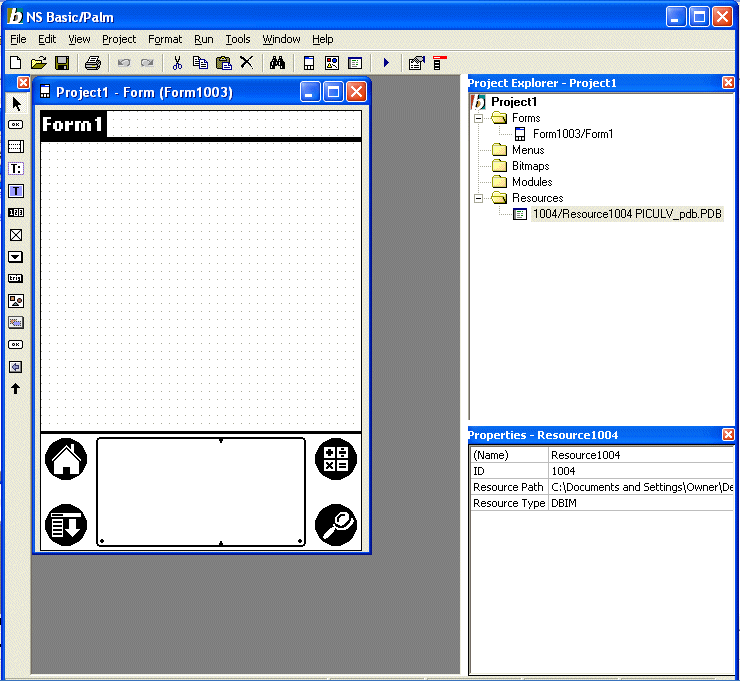 NS Basic/Palm
File Edit View Project Format Run Tools Window Help
Project1 - Form (Form1003)
Form1
Project Explorer - Project1
Project1
Forms
Form1003/Form1
Menus
Bitmaps
Modules
Resources
1004/Resource1004 PICULV_pdb.PDB
Properties - Resource1004
(Name) Resource1004
ID 1004
Resource Path C:\Documents and Settings\Owner\De
Resource Type DBIM